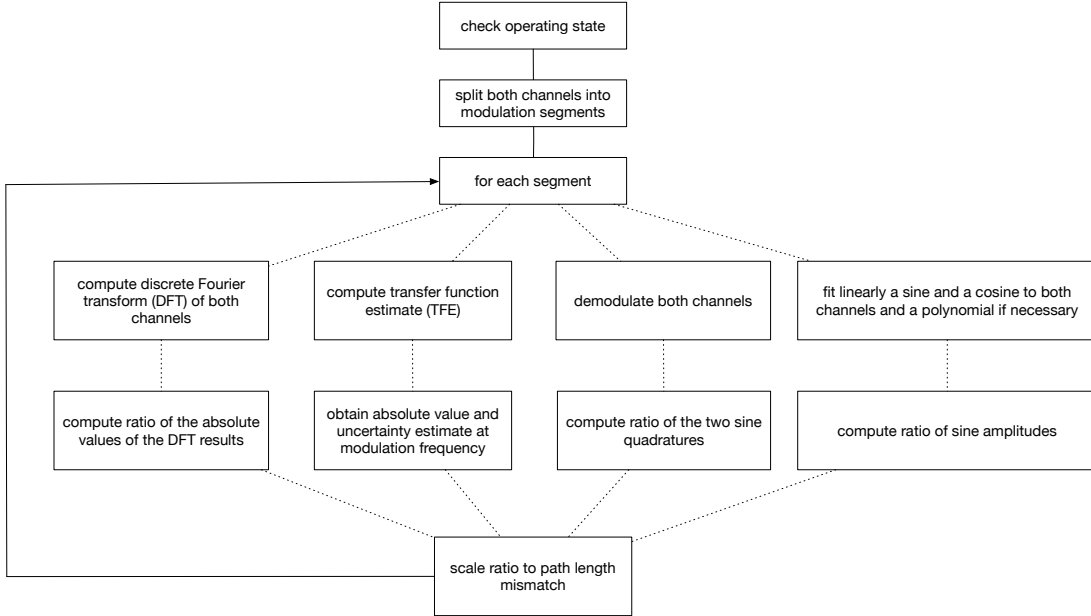 check operating state
split both channels into
modulation segments
for each segment
compute discrete Fourier
transform (DFT) of both
channels
compute transfer function
estimate (TFE)
demodulate both channels
fit linearly a sine and a cosine to both
channels and a polynomial if necessary
compute ratio of the absolute
values of the DFT results
obtain absolute value and
uncertainty estimate at
modulation frequency
compute ratio of the two sine
quadratures
compute ratio of sine amplitudes
scale ratio to path length
mismatch